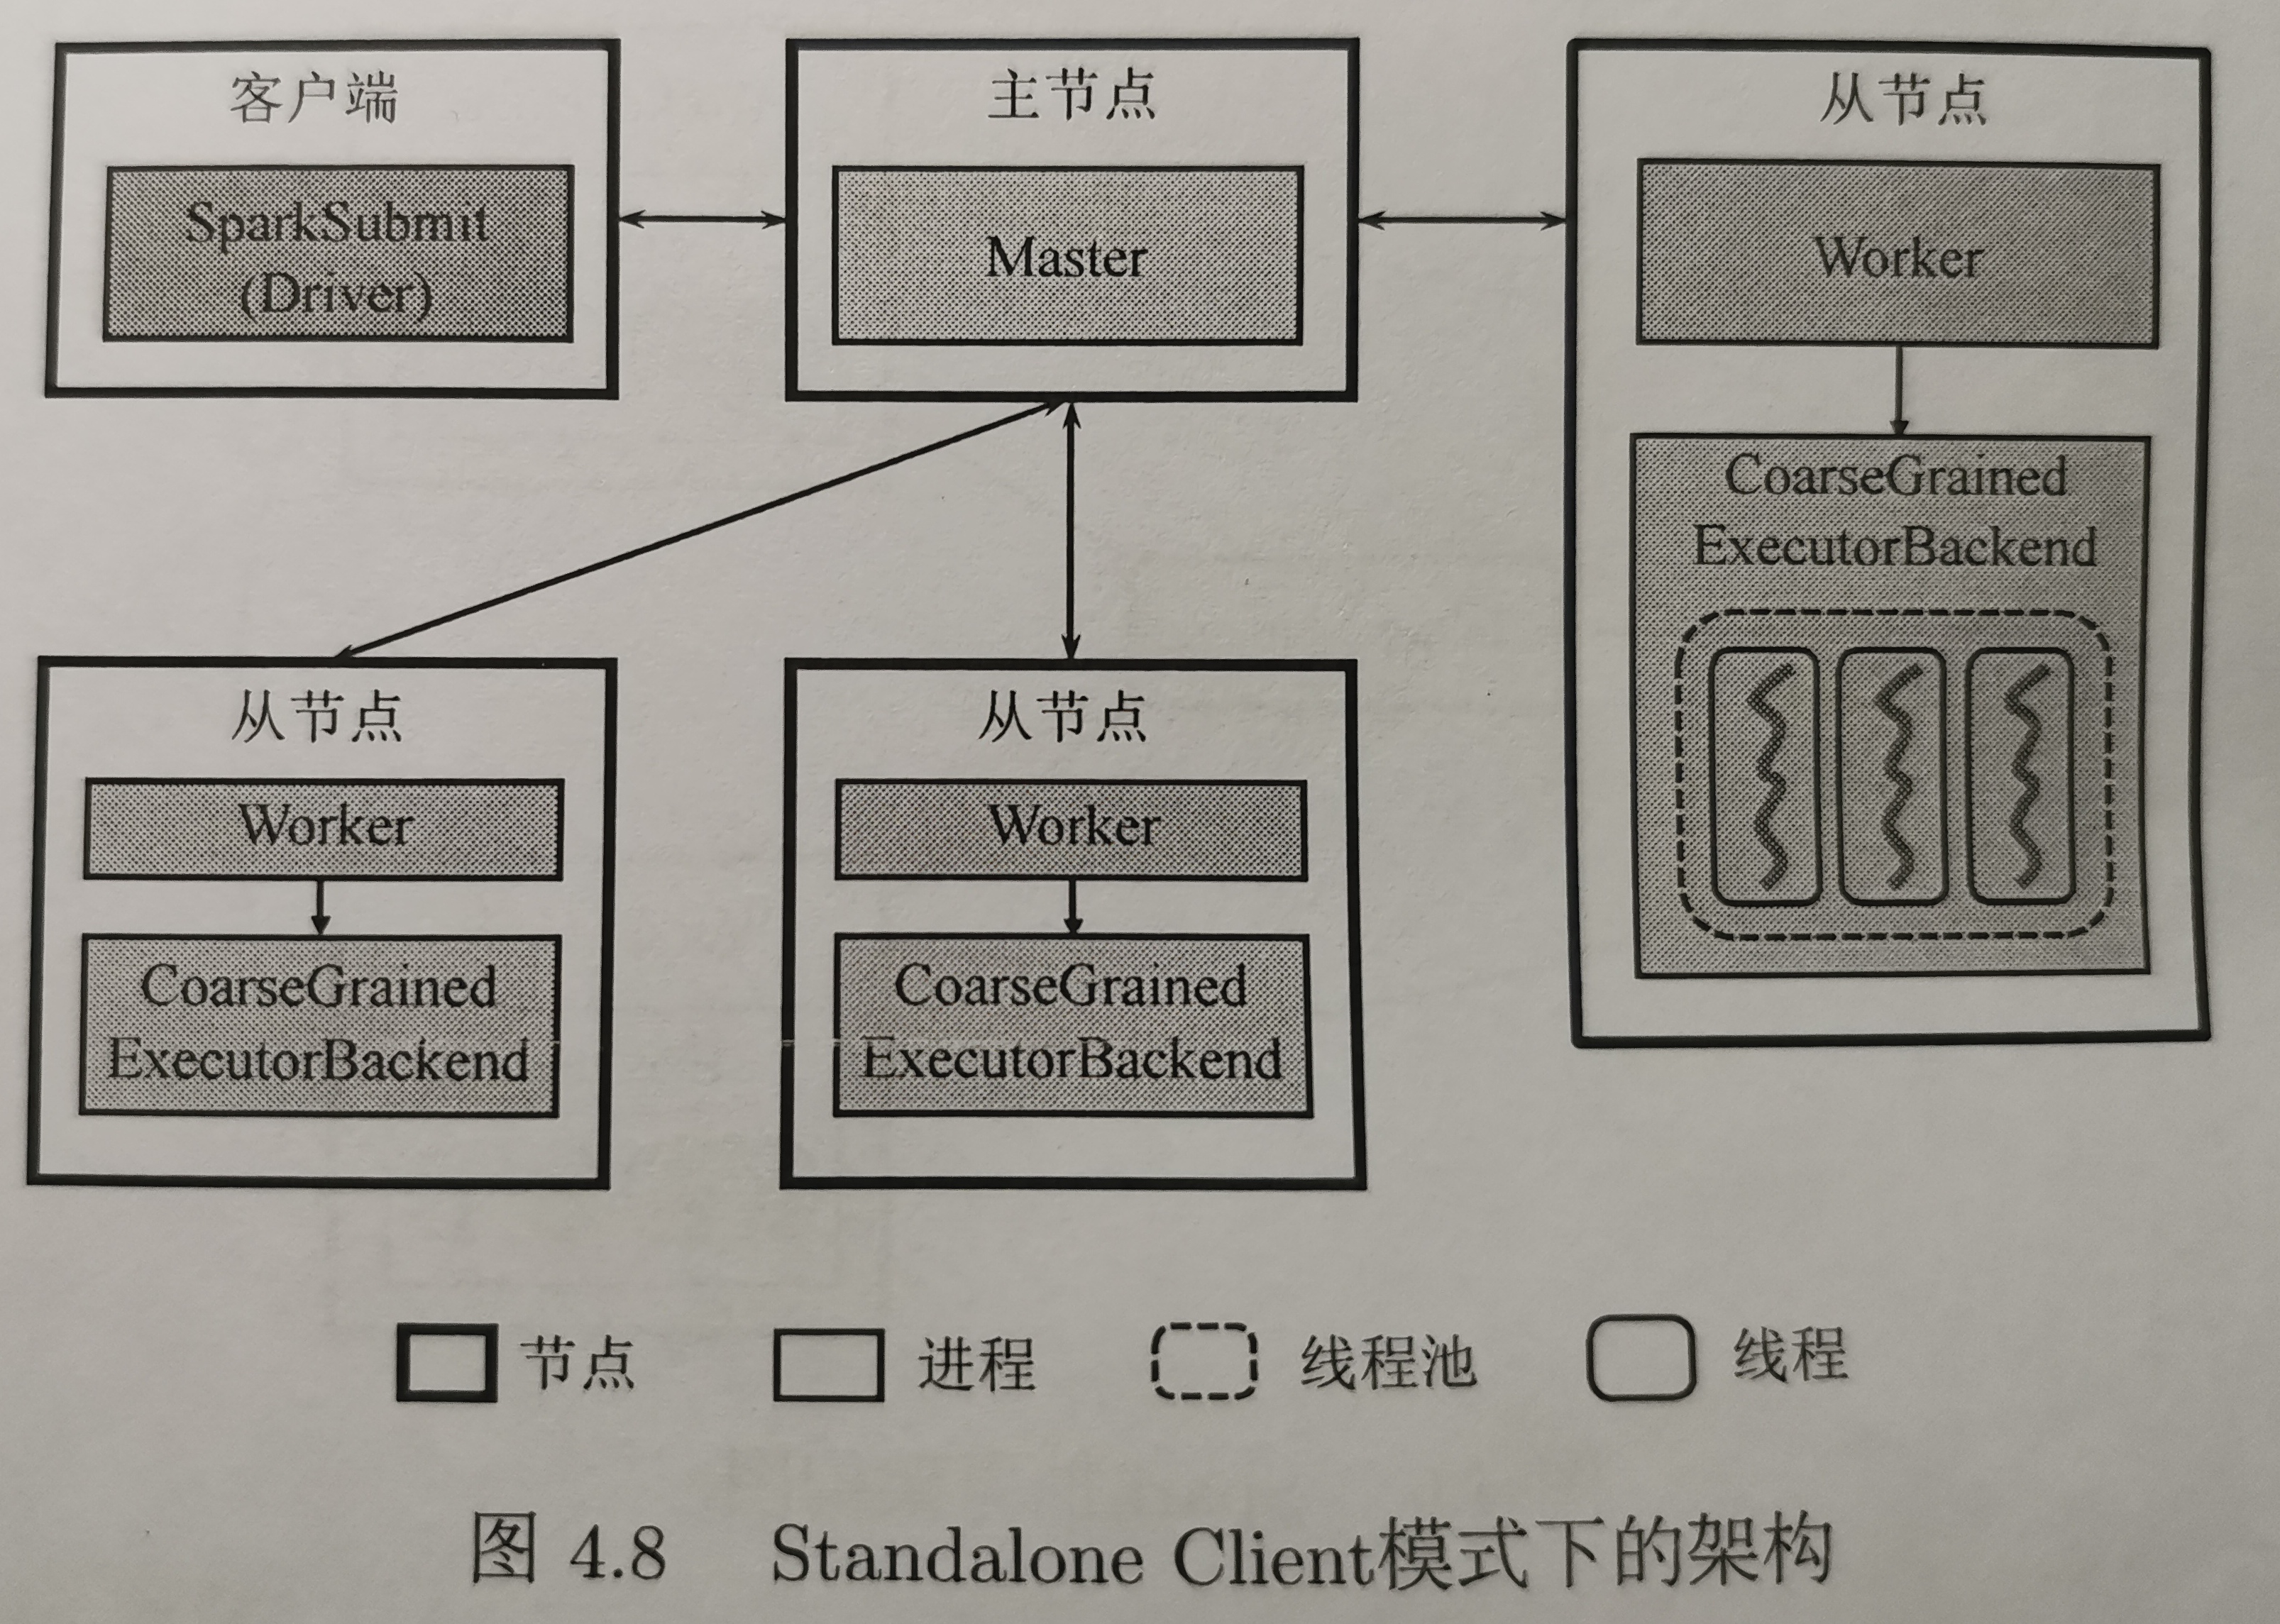 客户端
SparkSubmit
(Driver)
主节点
Master
从节点
Worker
CoarseGrained
ExecutorBackend
从节点
Worker
CoarseGrained
ExecutorBackend
从节点
Worker
CoarseGrained
ExecutorBackend
节点 进程 线程池 线程
图 4.8 Standalone Client模式下的架构